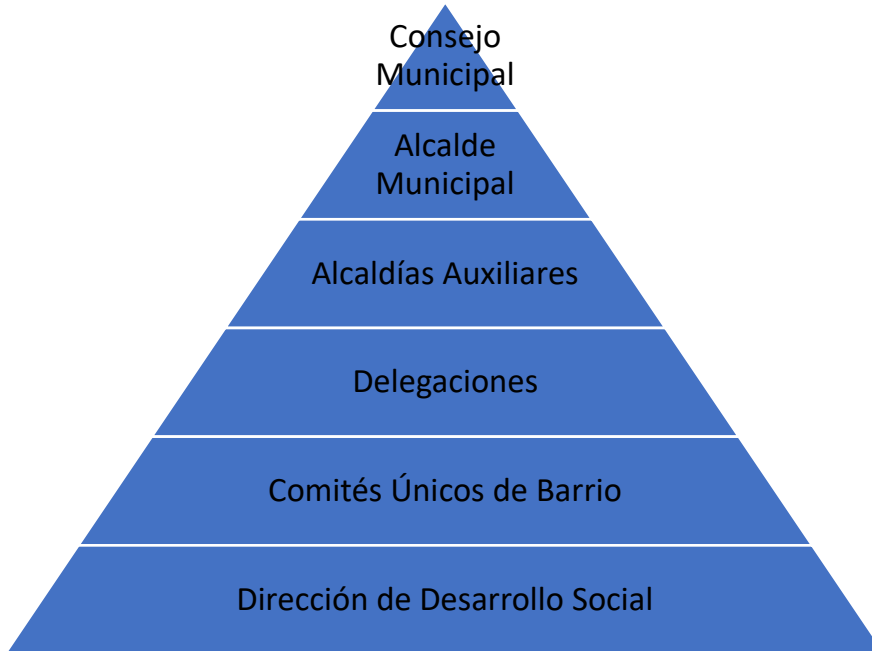 Consejo
Municipal
Alcalde
Municipal
Alcaldías Auxiliares
Delegaciones
Comités Únicos de Barrio
Dirección de Desarrollo Social